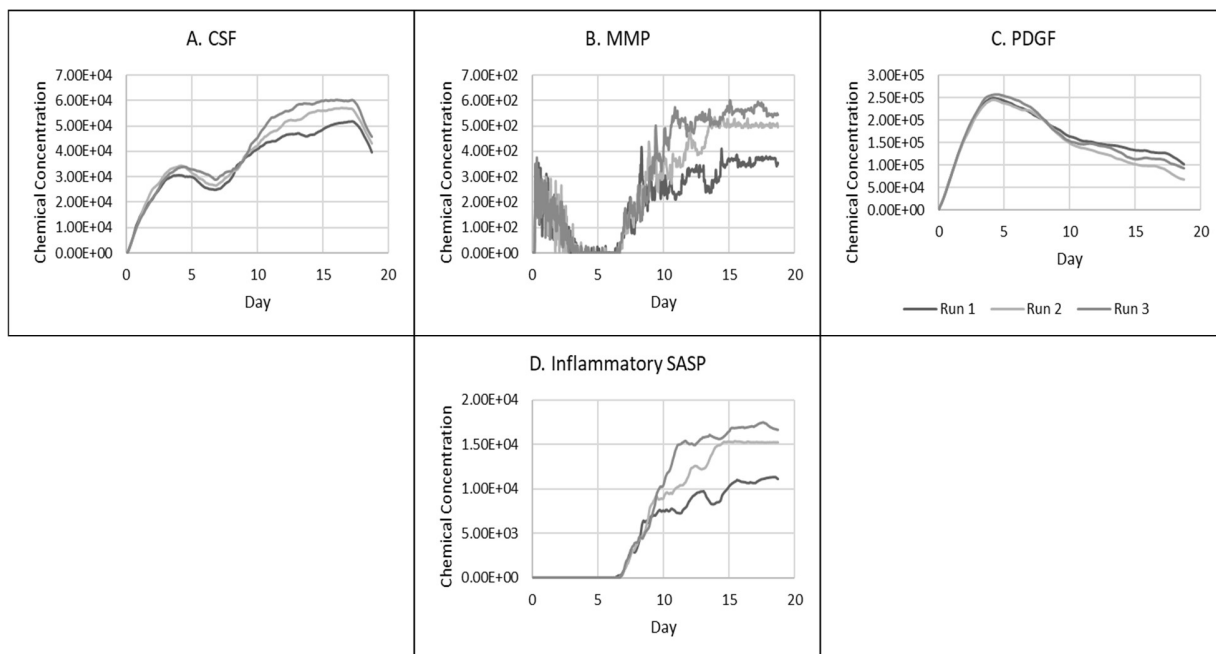 A. CSF
Chemical Concentration
7.00E+04
6.00E+04
5.00E+04
4.00E+04
3.00E+04
2.00E+04
1.00E+04
0.00E+00
0 5 10 15 20
Day
B. MMP
Chemical Concentration
7.00E+02
6.00E+02
5.00E+02
4.00E+02
3.00E+02
2.00E+02
1.00E+02
0.00E+00
0 5 10 15 20
Day
C. PDGF
Chemical Concentration
3.00E+05
2.50E+05
2.00E+05
1.50E+05
1.00E+05
5.00E+04
0.00E+00
0 5 10 15 20
Day
Run 1 Run 2 Run 3
D. Inflammatory SASP
Chemical Concentration
2.00E+04
1.50E+04
1.00E+04
5.00E+03
0.00E+00
0 5 10 15 20
Day